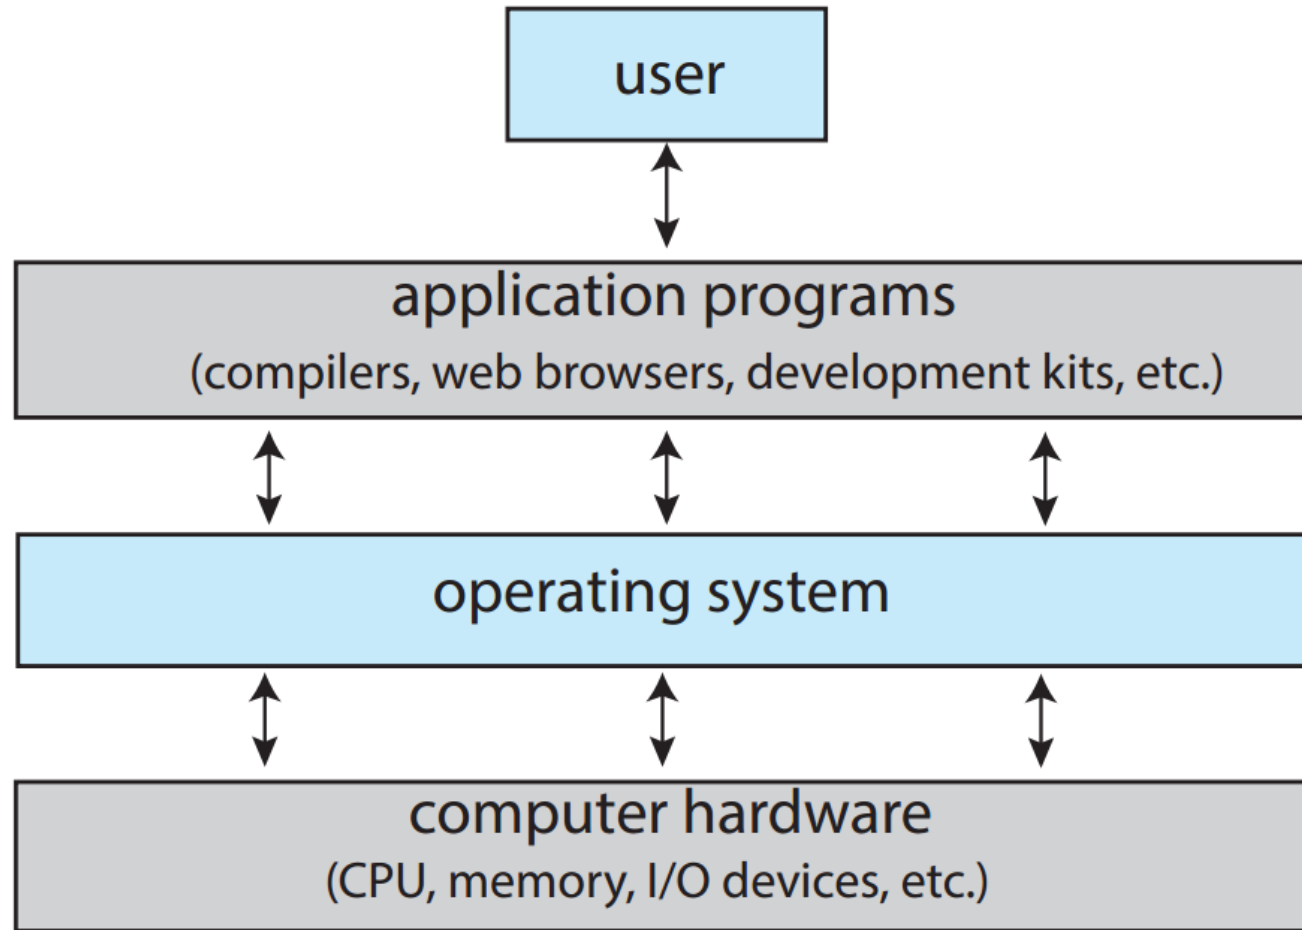 user
application programs
(compilers, web browsers, development kits, etc.)
operating system
computer hardware
(CPU, memory, I/O devices, etc.)